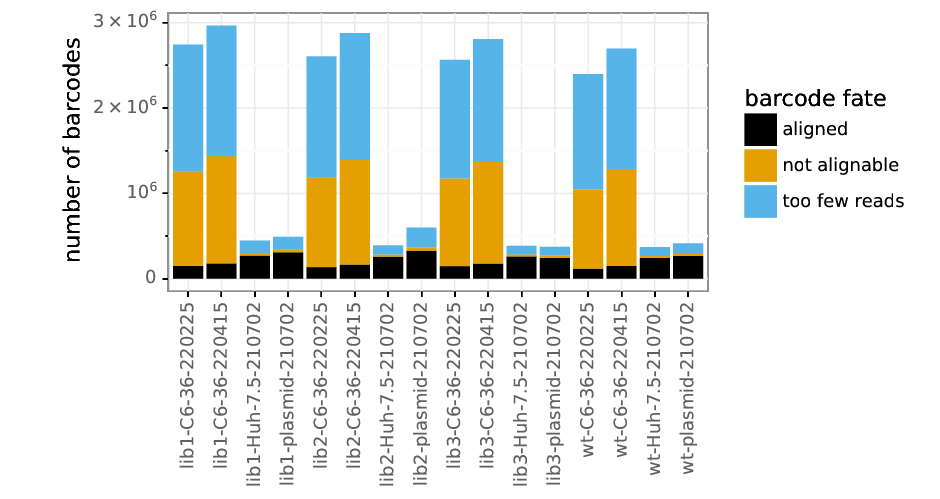 number of barcodes
3 × 10⁶
2 × 10⁶
10⁶
0
lib1-C6-36-220225
lib1-C6-36-220415
lib1-Huh-7.5-210702
lib1-plasmid-210702
lib2-C6-36-220225
lib2-C6-36-220415
lib2-Huh-7.5-210702
lib2-plasmid-210702
lib3-C6-36-220225
lib3-C6-36-220415
lib3-Huh-7.5-210702
lib3-plasmid-210702
wt-C6-36-220225
wt-C6-36-220415
wt-Huh-7.5-210702
wt-plasmid-210702
barcode fate
aligned
not alignable
too few reads